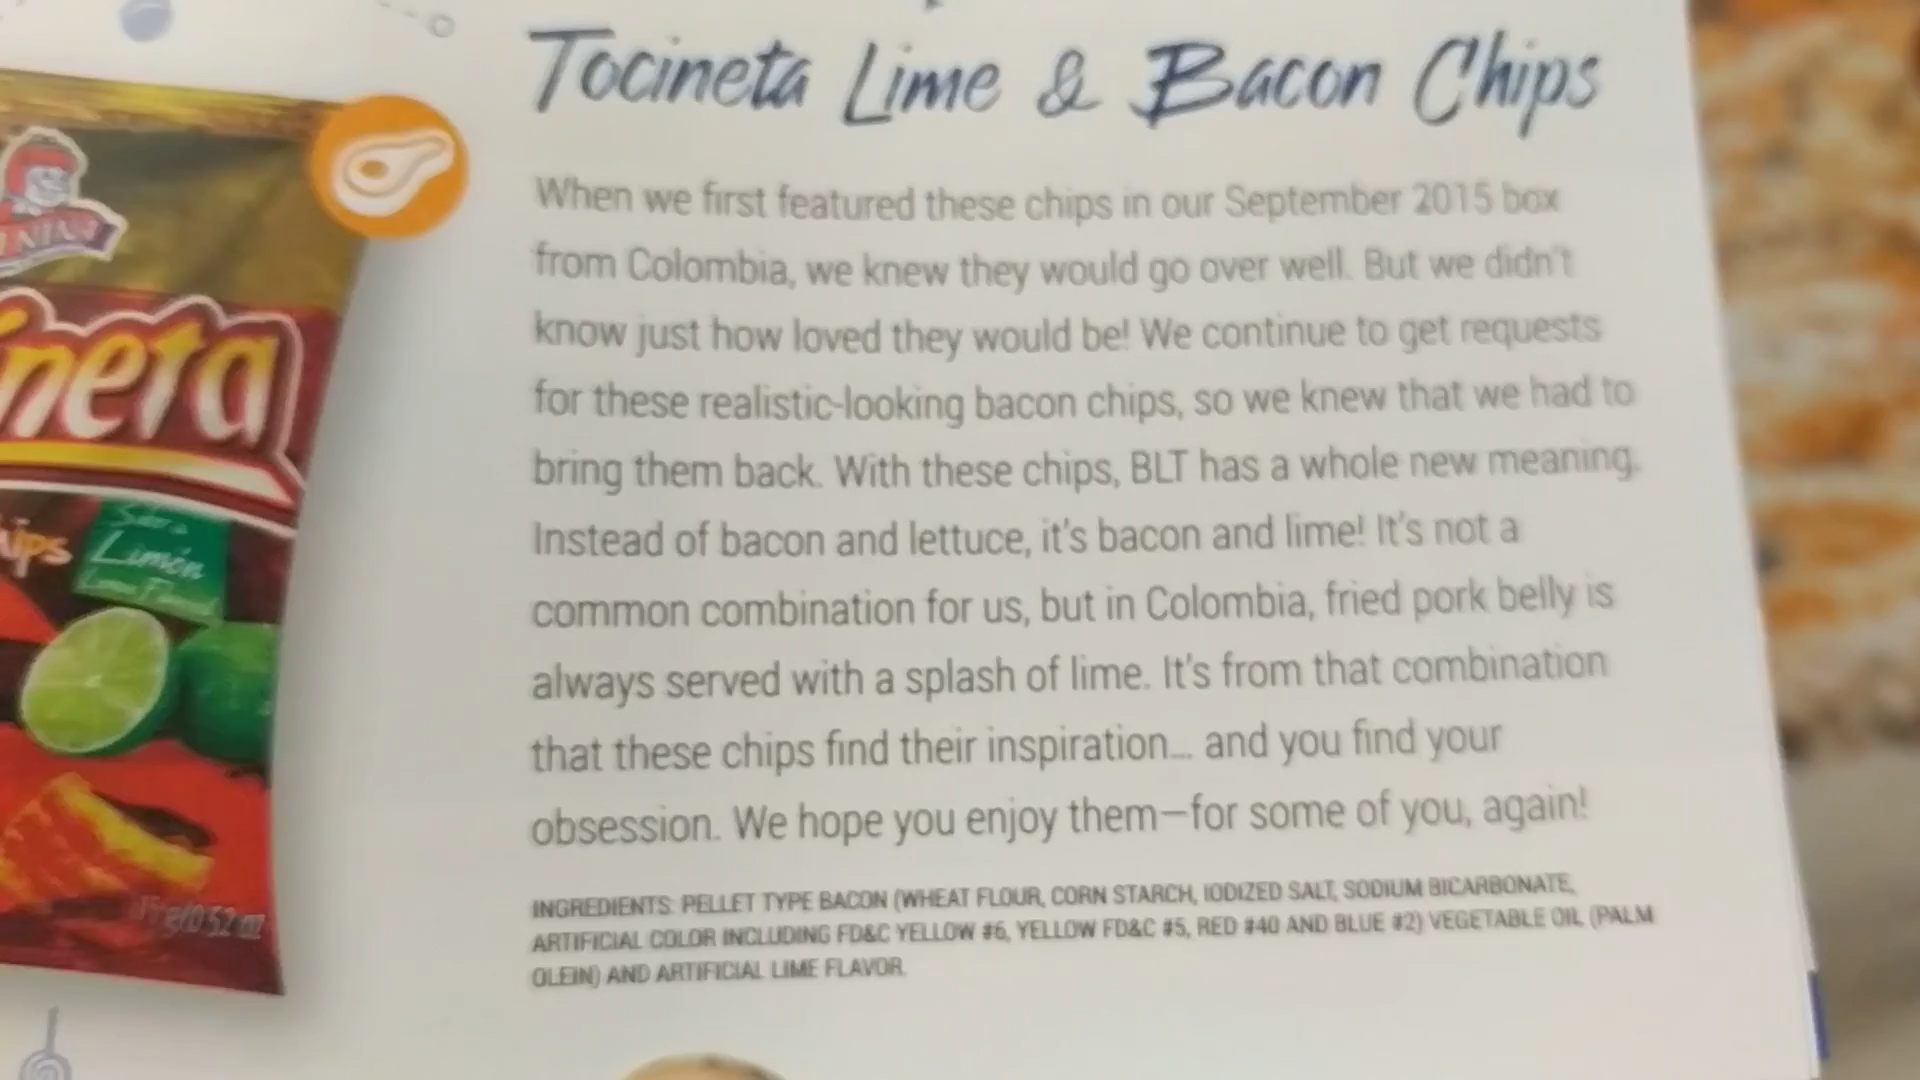 Tocineta Lime & Bacon Chips
When we first featured these chips in our September 2015 box
from Colombia, we knew they would go over well. But we didn't
know just how loved they would be! We continue to get requests
for these realistic-looking bacon chips, so we knew that we had to
bring them back. With these chips, BLT has a whole new meaning.
Instead of bacon and lettuce, it's bacon and lime! It's not a
common combination for us, but in Colombia, fried pork belly is
always served with a splash of lime. It's from that combination
that these chips find their inspiration... and you find your
obsession. We hope you enjoy them—for some of you, again!
INGREDIENTS: PELLET TYPE BACON (WHEAT FLOUR, CORN STARCH, IODIZED SALT, SODIUM BICARBONATE,
ARTIFICIAL COLOR INCLUDING FD&C YELLOW #6, YELLOW FD&C #5, RED #40 AND BLUE #2) VEGETABLE OIL (PALM
OLEIN) AND ARTIFICIAL LIME FLAVOR.
neta
hips
Limón